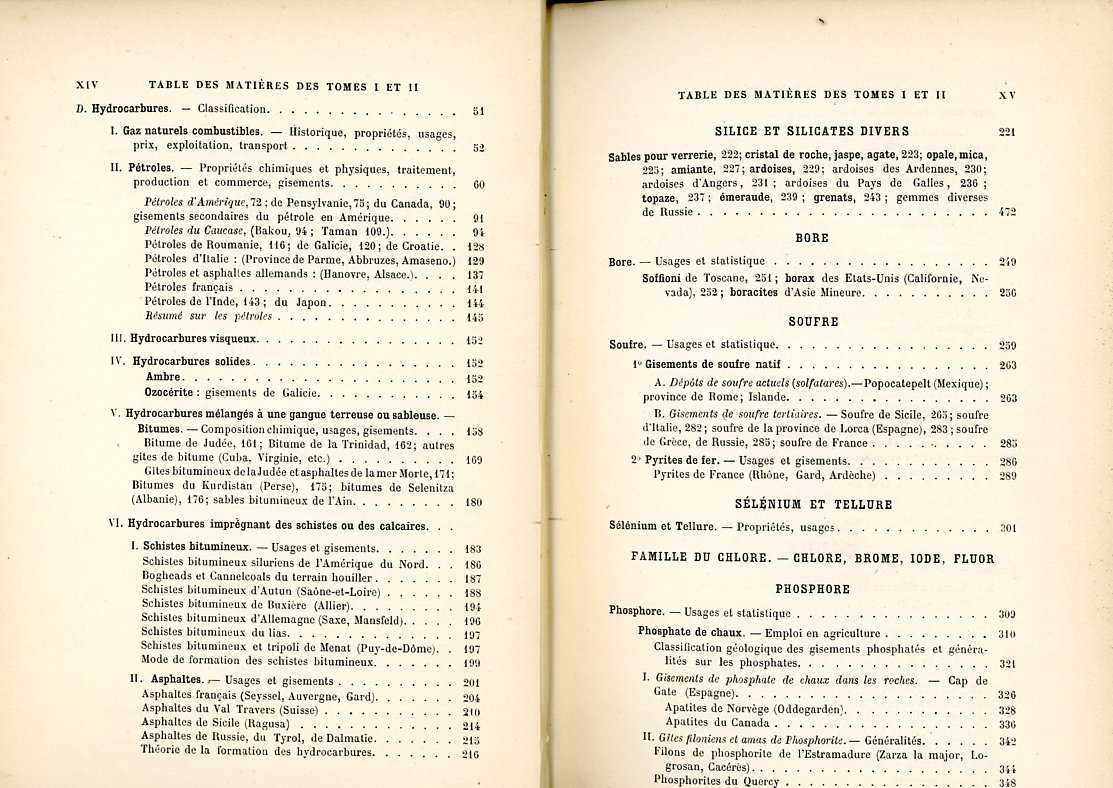 XIV TABLE DES MATIÈRES DES TOMES I ET II
D. Hydrocarbures. — Classification. . . . . . . . . . . . . . . 51
I. Gaz naturels combustibles. — Historique, propriétés, usages,
prix, exploitation, transport . . . . . . . . . . . . . . 52
II. Pétroles. — Propriétés chimiques et physiques, traitement,
production et commerce, gisements. . . . . . . . . . . 60
Pétroles d'Amérique, 72 ; de Pensylvanie, 75 ; du Canada, 90 ;
gisements secondaires du pétrole en Amérique. . . . . . 91
Pétroles du Caucase, (Bakou, 94 ; Taman 109.) . . . . . . 94
Pétroles de Roumanie, 116 ; de Galicie, 120 ; de Croatie. . 128
Pétroles d'Italie : (Province de Parme, Abbruzes, Amaseno.) 129
Pétroles et asphaltes allemands : (Hanovre, Alsace.). . . . 137
Pétroles français . . . . . . . . . . . . . . . . . 141
Pétroles de l'Inde, 143 ; du Japon. . . . . . . . . . . 144
Résumé sur les pétroles . . . . . . . . . . . . . . 145
III. Hydrocarbures visqueux. . . . . . . . . . . . . . . . 152
IV. Hydrocarbures solides. . . . . . . . . . . . . . . . 152
Ambre. . . . . . . . . . . . . . . . . . . . . . 152
Ozocérite : gisements de Galicie. . . . . . . . . . . . 154
V. Hydrocarbures mélangés à une gangue terreuse ou sableuse. —
Bitumes. — Composition chimique, usages, gisements. . . . 158
Bitume de Judée, 161 ; Bitume de la Trinidad, 162 ; autres
gites de bitume (Cuba, Virginie, etc.) . . . . . . . . . 169
Gîtes bitumineux de la Judée et asphaltes de la mer Morte, 171 ;
Bitumes du Kurdistan (Perse), 175 ; bitumes de Selenitza
(Albanie), 176 ; sables bitumineux de l'Ain. . . . . . . . 180
VI. Hydrocarbures imprègnant des schistes ou des calcaires. . .
I. Schistes bitumineux. — Usages et gisements. . . . . . . 183
Schistes bitumineux siluriens de l'Amérique du Nord. . . 186
Bogheads et Cannelcoals du terrain houiller . . . . . . . 187
Schistes bitumineux d'Autun (Saône-et-Loire) . . . . . . 188
Schistes bitumineux de Buxière (Allier). . . . . . . . . 194
Schistes bitumineux d'Allemagne (Saxe, Mansfeld). . . . . 196
Schistes bitumineux du lias. . . . . . . . . . . . . . 197
Schistes bitumineux et tripoli de Menat (Puy-de-Dôme). . 197
Mode de formation des schistes bitumineux. . . . . . . 199
II. Asphaltes. — Usages et gisements . . . . . . . . . . 201
Asphaltes français (Seyssel, Auvergne, Gard). . . . . . . 204
Asphaltes du Val Travers (Suisse) . . . . . . . . . . . 210
Asphaltes de Sicile (Ragusa) . . . . . . . . . . . . . 214
Asphaltes de Russie, du Tyrol, de Dalmatie. . . . . . . 215
Théorie de la formation des hydrocarbures. . . . . . . 216
TABLE DES MATIÈRES DES TOMES I ET II XV
SILICE ET SILICATES DIVERS 221
Sables pour verrerie, 222 ; cristal de roche, jaspe, agate, 223 ; opale, mica,
225 ; amiante, 227 ; ardoises, 229 ; ardoises des Ardennes, 230 ;
ardoises d'Angers, 231 ; ardoises du Pays de Galles, 236 ;
topaze, 237 ; émeraude, 239 ; grenats, 243 ; gemmes diverses
de Russie . . . . . . . . . . . . . . . . . . . . . . 472
BORE
Bore. — Usages et statistique . . . . . . . . . . . . . . . 249
Soffioni de Toscane, 251 ; borax des Etats-Unis (Californie, Ne-
vada), 252 ; boracites d'Asie Mineure. . . . . . . . . . 256
SOUFRE
Soufre. — Usages et statistique. . . . . . . . . . . . . . . 259
1° Gisements de soufre natif . . . . . . . . . . . . . . . 263
A. Dépôts de soufre actuels (solfatares). — Popocatepelt (Mexique) ;
province de Rome ; Islande. . . . . . . . . . . . . . 263
B. Gisements de soufre tertiaires. — Soufre de Sicile, 265 ; soufre
d'Italie, 282 ; soufre de la province de Lorca (Espagne), 283 ; soufre
de Grèce, de Russie, 285 ; soufre de France . . . . . . . . 285
2° Pyrites de fer. — Usages et gisements. . . . . . . . . . . 286
Pyrites de France (Rhône, Gard, Ardèche) . . . . . . . . 289
SÉLÉNIUM ET TELLURE
Sélénium et Tellure. — Propriétés, usages. . . . . . . . . . . 301
FAMILLE DU CHLORE. — CHLORE, BROME, IODE, FLUOR
PHOSPHORE
Phosphore. — Usages et statistique . . . . . . . . . . . . . 309
Phosphate de chaux. — Emploi en agriculture . . . . . . . . 310
Classification géologique des gisements phosphatés et généra-
lités sur les phosphates. . . . . . . . . . . . . . . 321
I. Gisements de phosphate de chaux dans les roches. — Cap de
Gate (Espagne). . . . . . . . . . . . . . . . . . 326
Apatites de Norvège (Oddegarden). . . . . . . . . . . 328
Apatites du Canada . . . . . . . . . . . . . . . . 336
II. Gîtes filoniens et amas de Phosphorite. — Généralités. . . . . . 342
Filons de phosphorite de l'Estramadure (Zarza la major, Lo-
grosan, Cacérès). . . . . . . . . . . . . . . . . . 344
Phosphorites du Quercy . . . . . . . . . . . . . . . 348